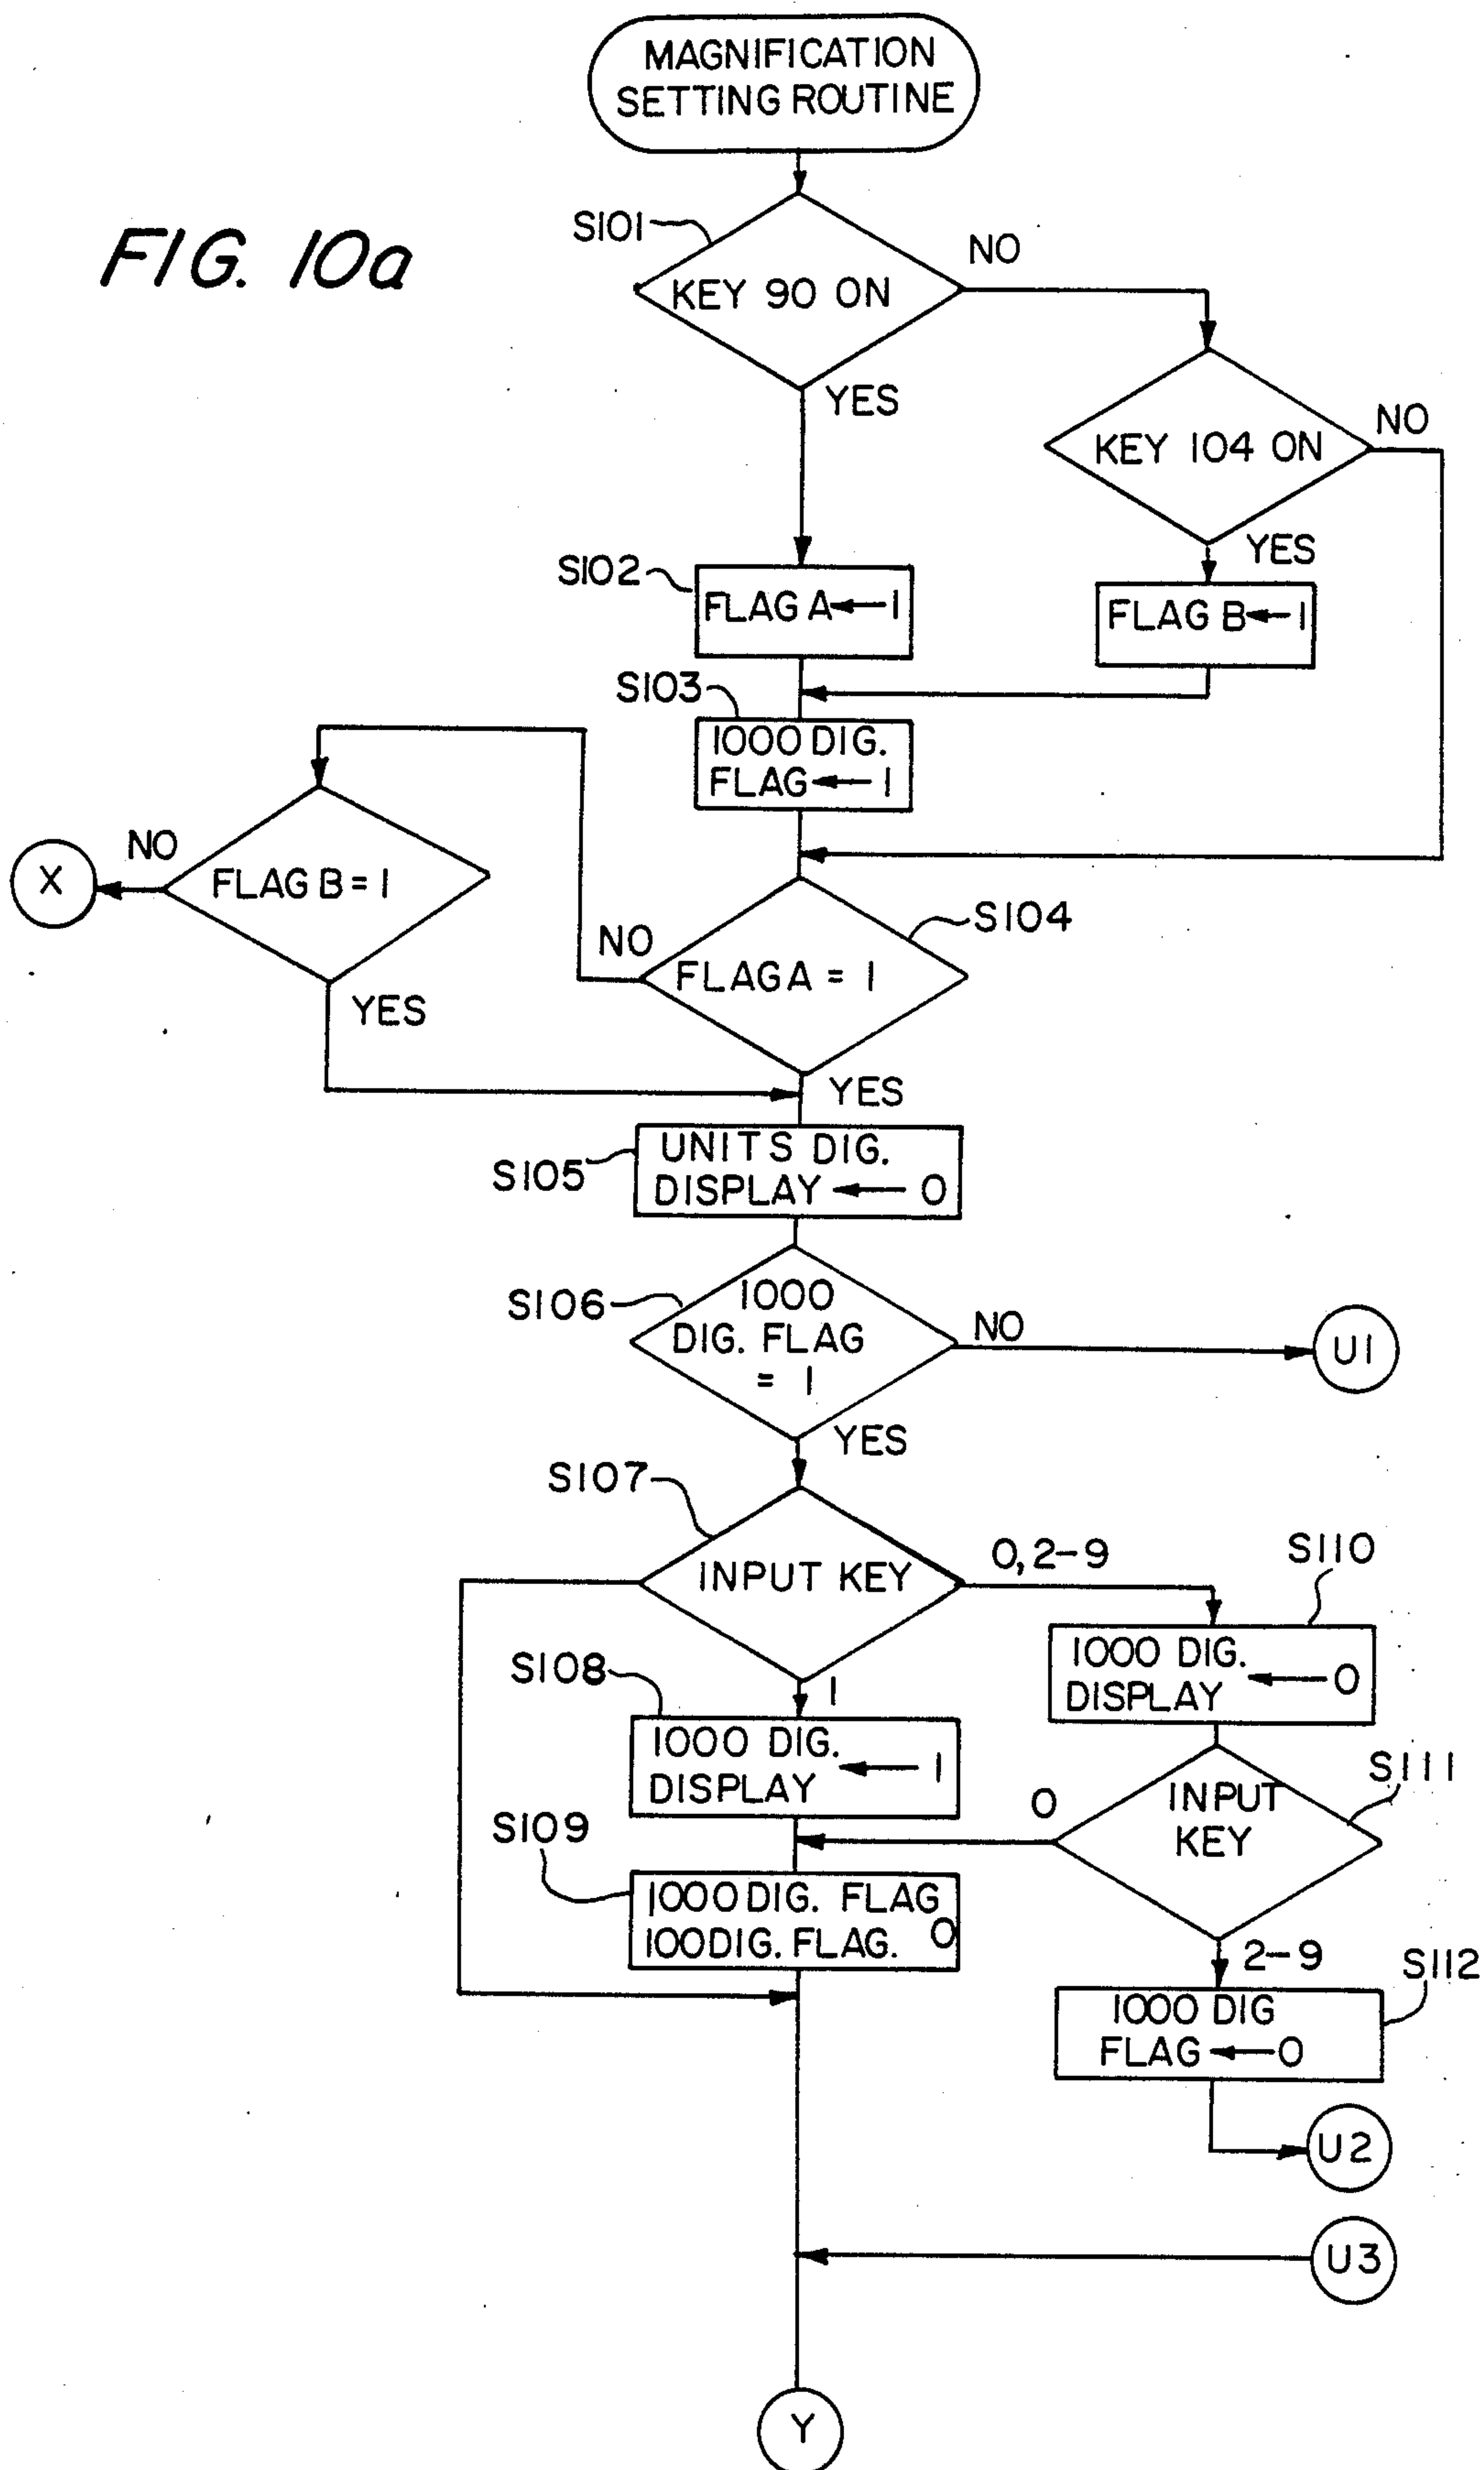 MAGNIFICATION
SETTING ROUTINE
FIG. 10a
S101
KEY 90 ON
NO
YES
KEY 104 ON
NO
YES
S102
FLAG A←1
FLAG B←1
S103
1000 DIG.
FLAG←1
X
NO
FLAG B = 1
YES
S104
NO
FLAG A = 1
YES
S105
UNITS DIG.
DISPLAY ← 0
S106
1000
DIG. FLAG
= 1
NO
U1
YES
S107
INPUT KEY
0,2-9
S110
1000 DIG.
DISPLAY ← 0
1
S108
1000 DIG.
DISPLAY ← 1
S111
INPUT
KEY
0
S109
1000 DIG. FLAG
100 DIG. FLAG. 0
2-9
S112
1000 DIG
FLAG ← 0
U2
U3
Y